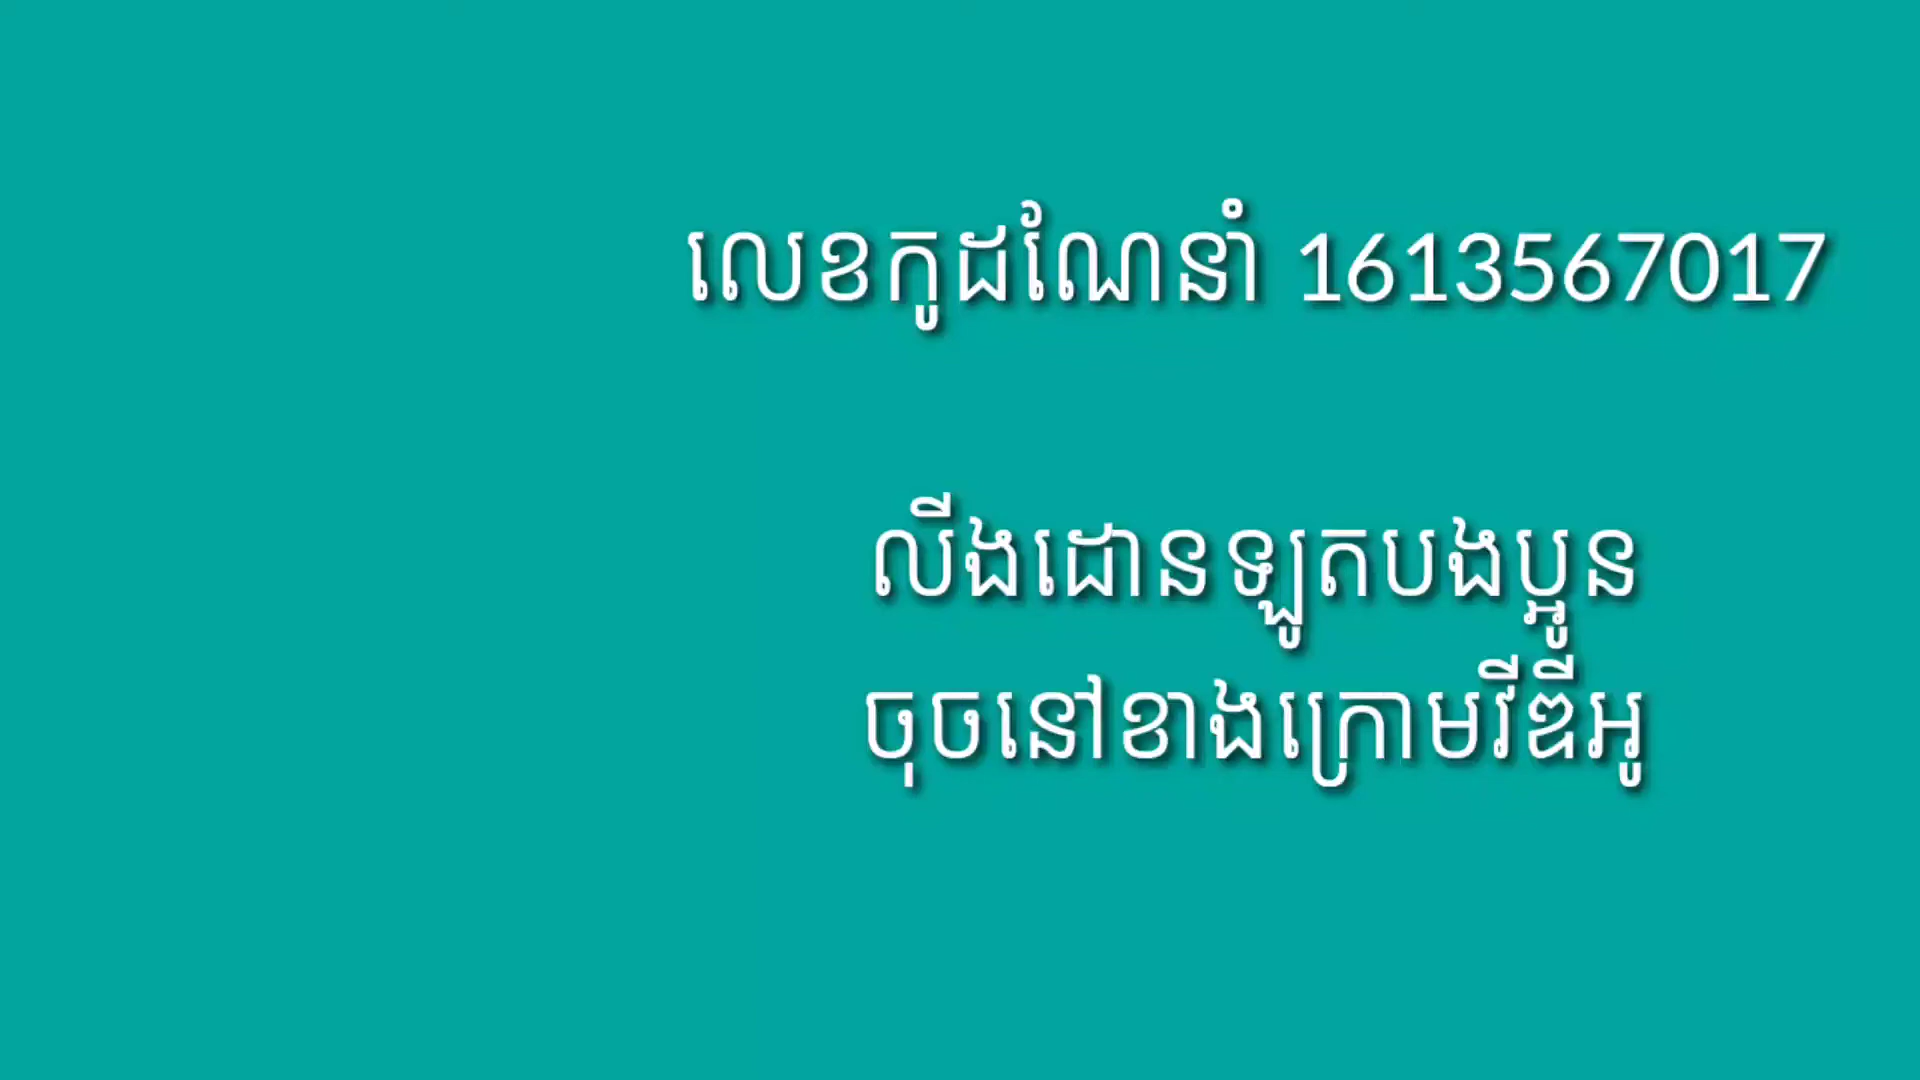 លេខកូដណែនាំ 1613567017
លីងដោនឡូតបងប្អូន
ចុចនៅខាងក្រោមវីឌីអូ